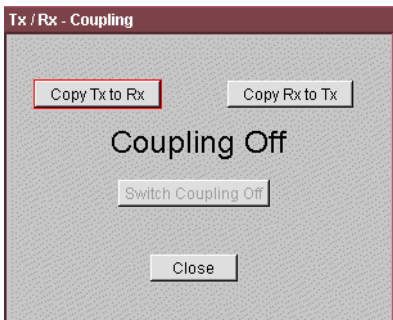 Tx / Rx - Coupling
Copy Tx to Rx
Copy Rx to Tx
Coupling Off
Switch Coupling Off
Close